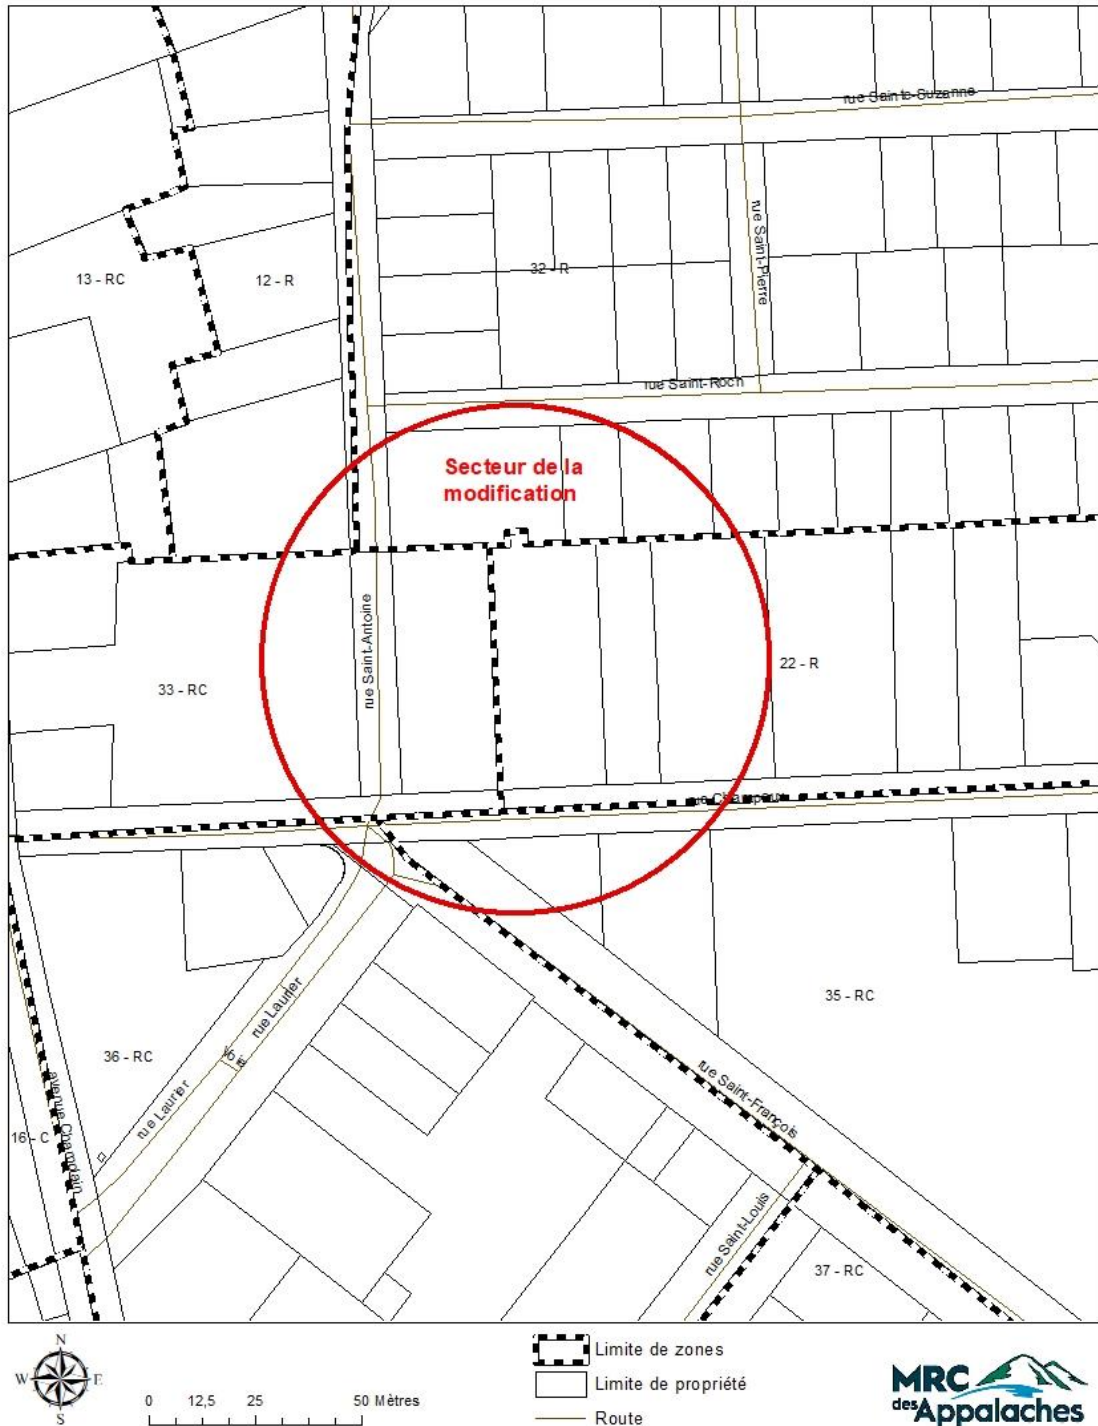 rue Sainte-Suzanne
rue Saint-Pierre
13 - RC
12 - R
32 - R
rue Saint-Roch
Secteur de la
modification
rue Saint-Antoine
22 - R
33 - RC
35 - RC
rue Laurier
36 - RC
rue Laurier
rue Saint-François
avenue Champlain
16 - C
rue Saint-Louis
37 - RC
N
W
E
S
0 12,5 25 50 Mètres
Limite de zones
Limite de propriété
Route
MRC
des Appalaches